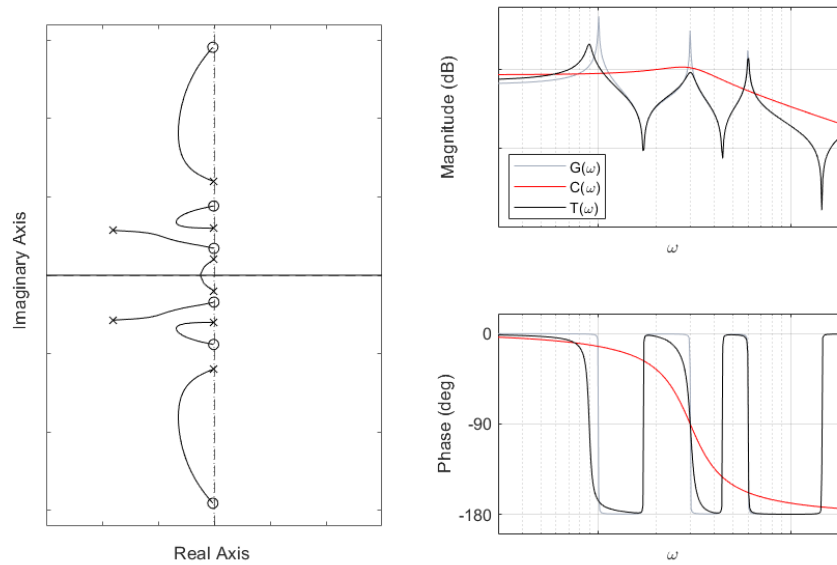 Imaginary Axis
Real Axis
Magnitude (dB)
G(ω)
C(ω)
T(ω)
ω
Phase (deg)
0
-90
-180
ω